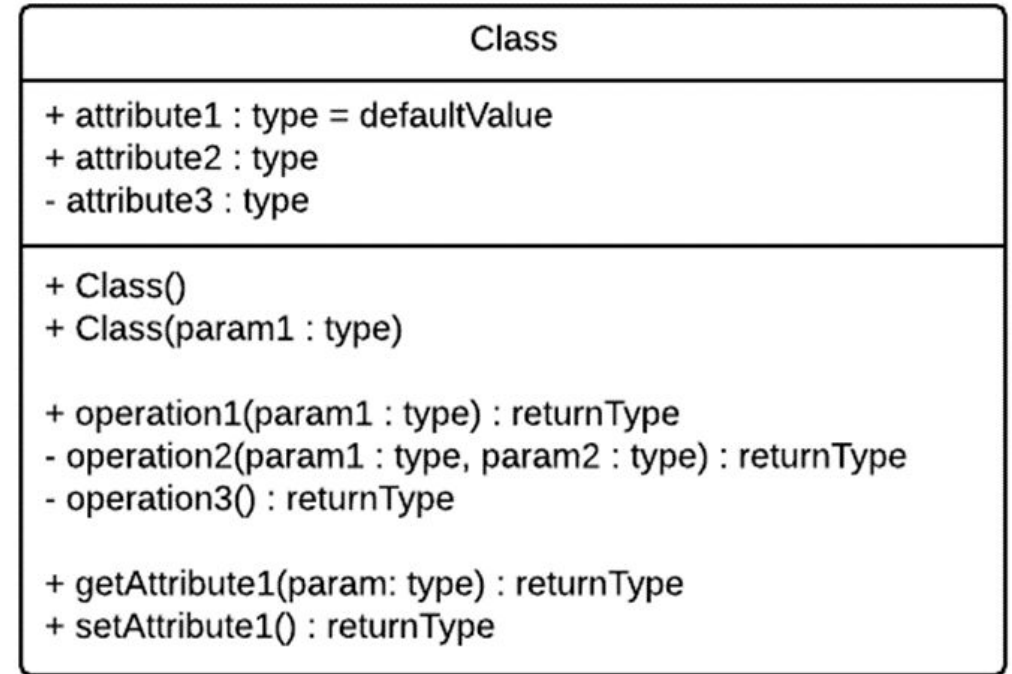 Class
+ attribute1 : type = defaultValue
+ attribute2 : type
- attribute3 : type
+ Class()
+ Class(param1 : type)
+ operation1(param1 : type) : returnType
- operation2(param1 : type, param2 : type) : returnType
- operation3() : returnType
+ getAttribute1(param: type) : returnType
+ setAttribute1() : returnType